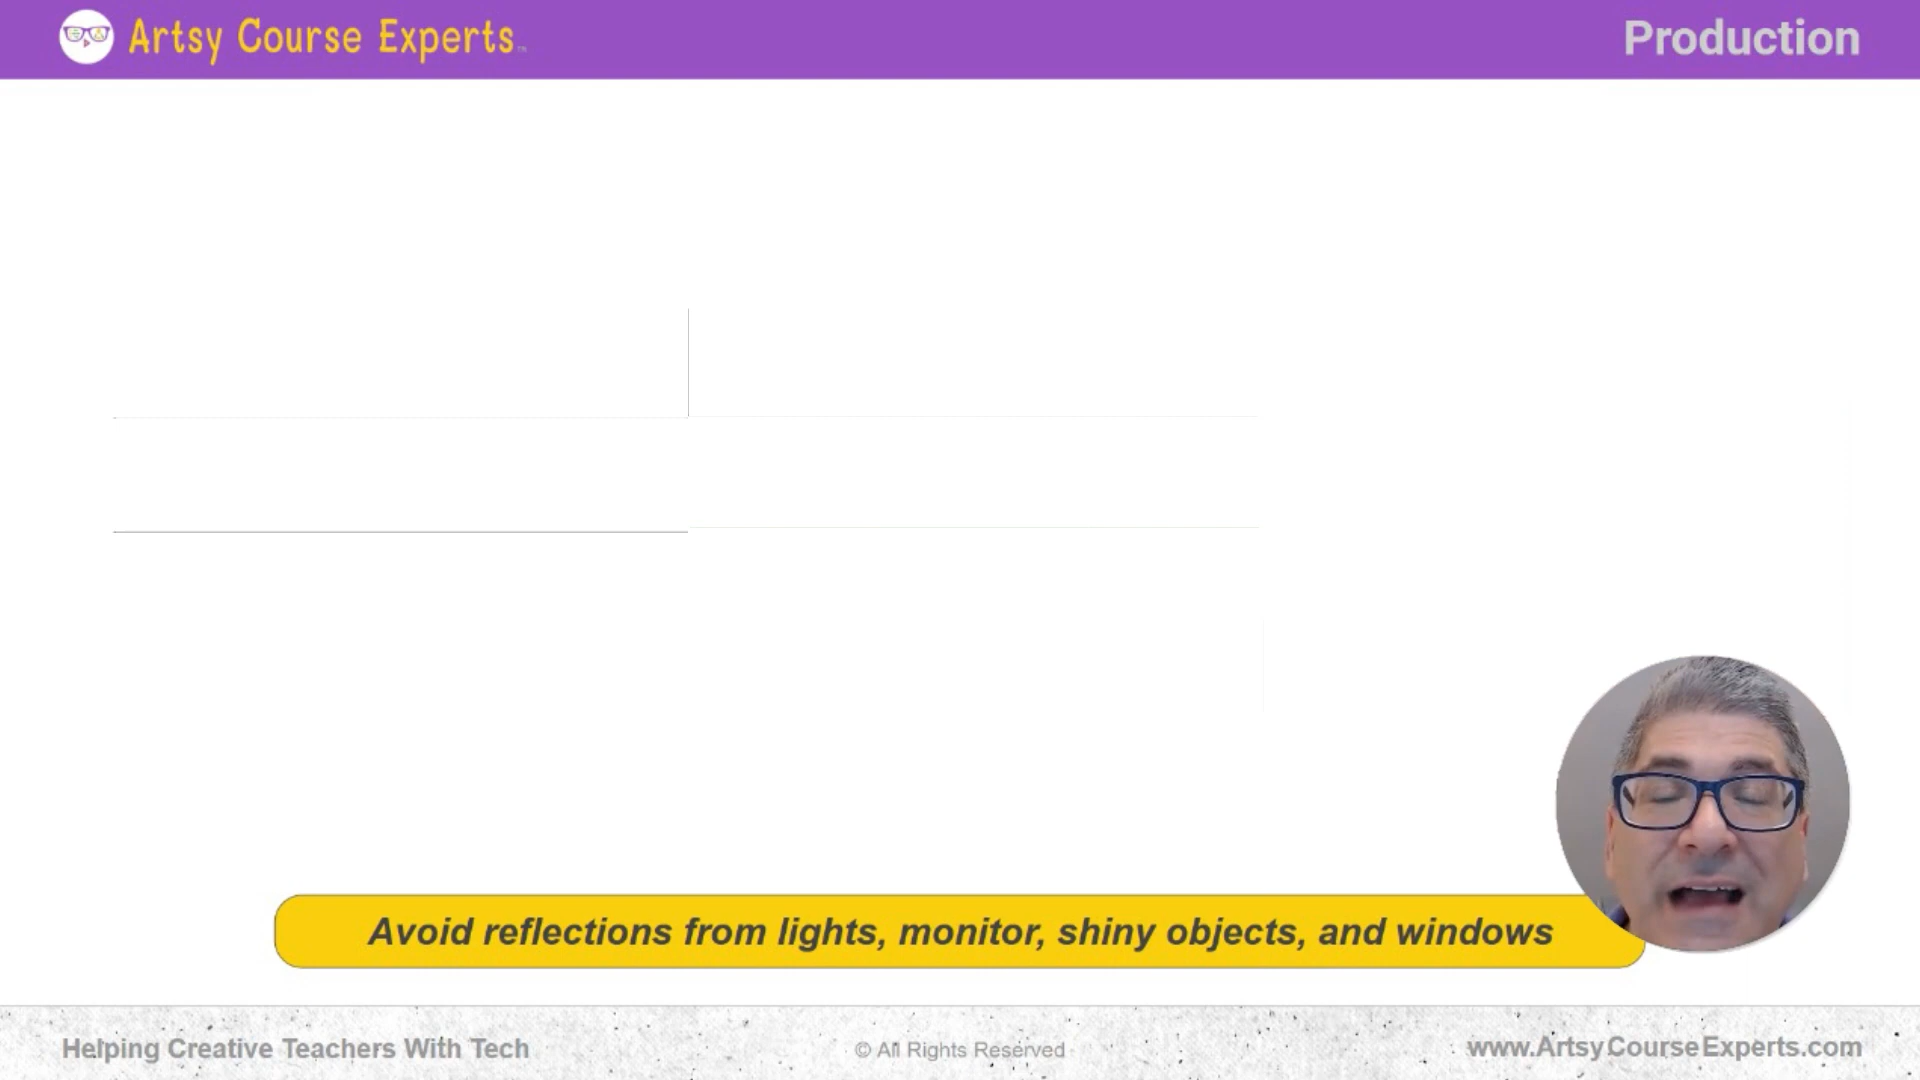 Artsy Course Experts
Production
Avoid reflections from lights, monitor, shiny objects, and windows
Helping Creative Teachers With Tech
© All Rights Reserved
www.ArtsyCourseExperts.com